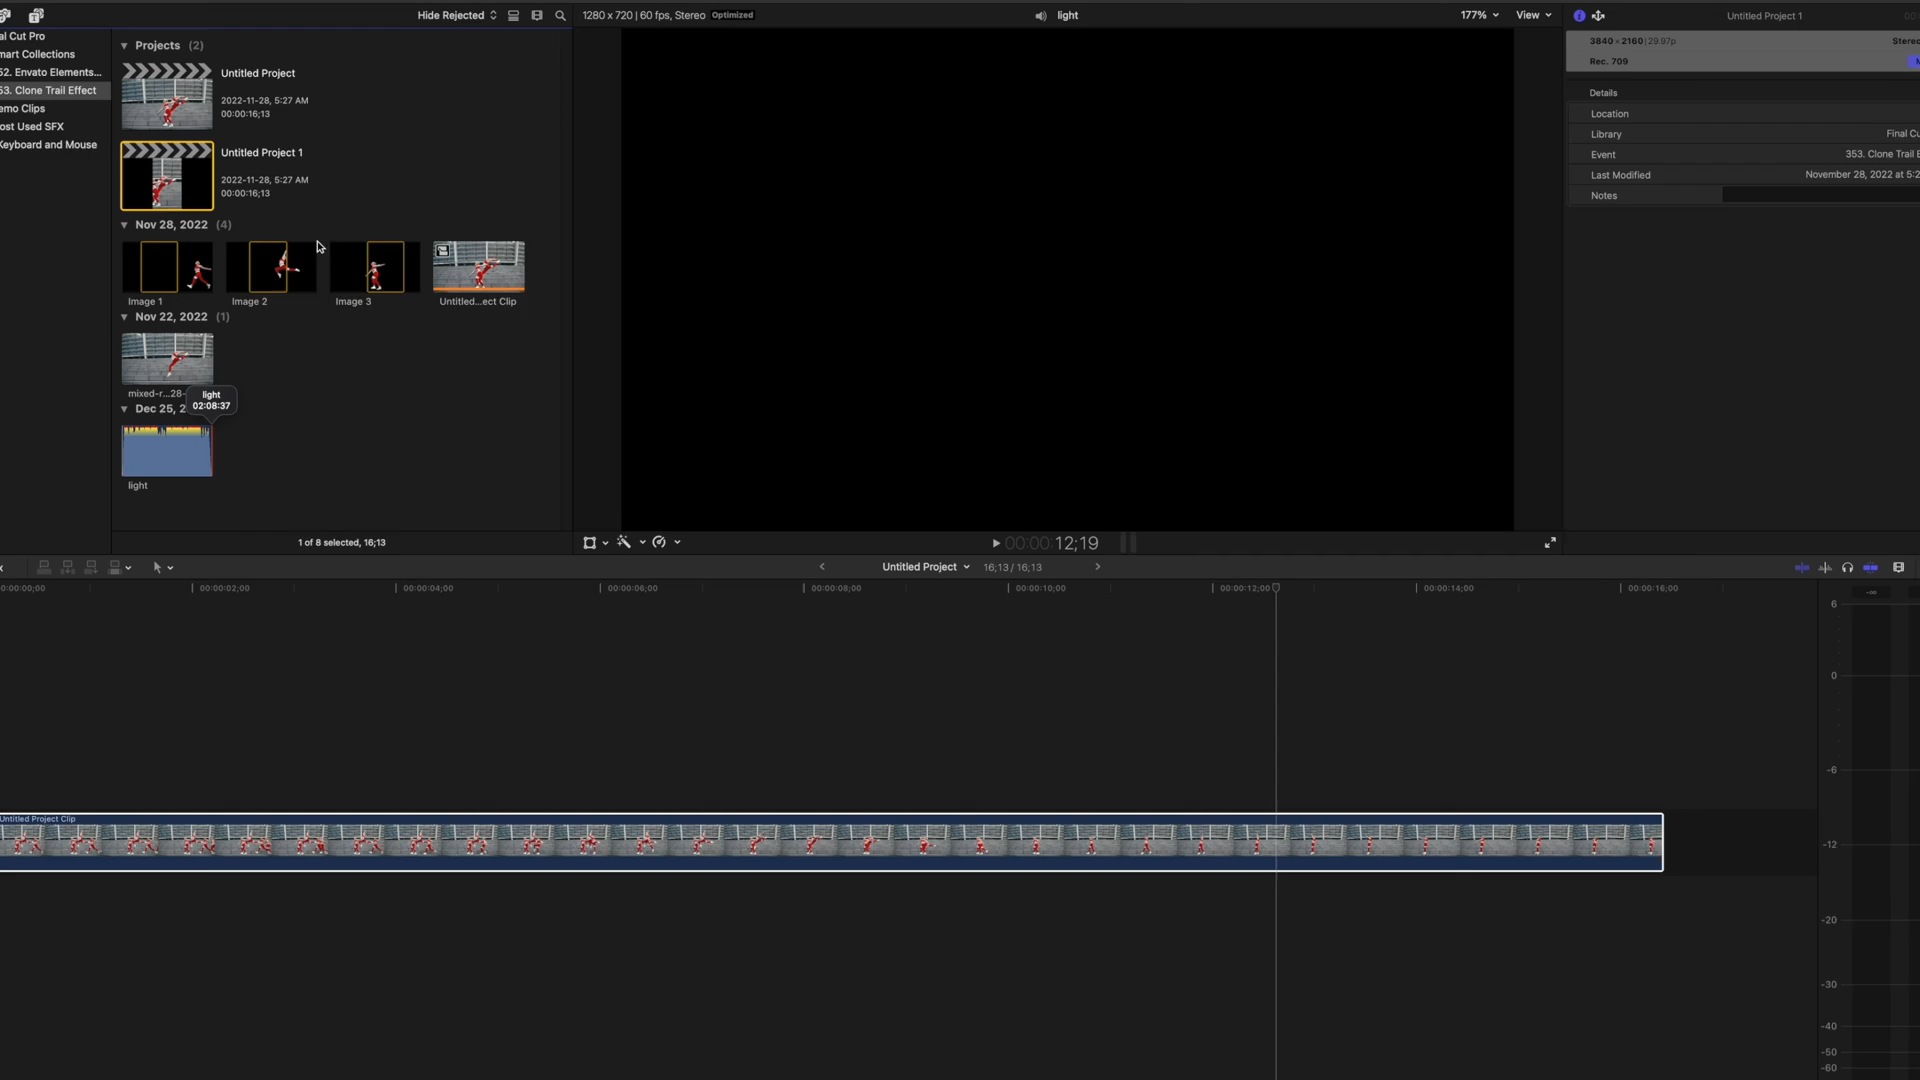 Hide Rejected
1280 x 720 | 60 fps, Stereo Optimized
light
177%
View
Untitled Project 1
00:
al Cut Pro
mart Collections
52. Envato Elements...
53. Clone Trail Effect
emo Clips
ost Used SFX
Keyboard and Mouse
Projects (2)
Untitled Project
2022-11-28, 5:27 AM
00:00:16;13
Untitled Project 1
2022-11-28, 5:27 AM
00:00:16;13
Nov 28, 2022 (4)
Image 1
Image 2
Image 3
Untitled...ect Clip
Nov 22, 2022 (1)
mixed-r...28-
light
02:08:37
Dec 25, 2
light
1 of 8 selected, 16;13
3840 × 2160 | 29.97p
Stereo
Rec. 709
M
Details
Location
Library
Final Cu
Event
353. Clone Trail E
Last Modified
November 28, 2022 at 5:2
Notes
00:00:00:12;19
Untitled Project
16;13 / 16;13
x
00:00:00;00
00:00:02;00
00:00:04;00
00:00:06;00
00:00:08;00
00:00:10;00
00:00:12;00
00:00:14;00
00:00:16;00
Untitled Project Clip
-∞
6
0
-6
-12
-20
-30
-40
-50
-60